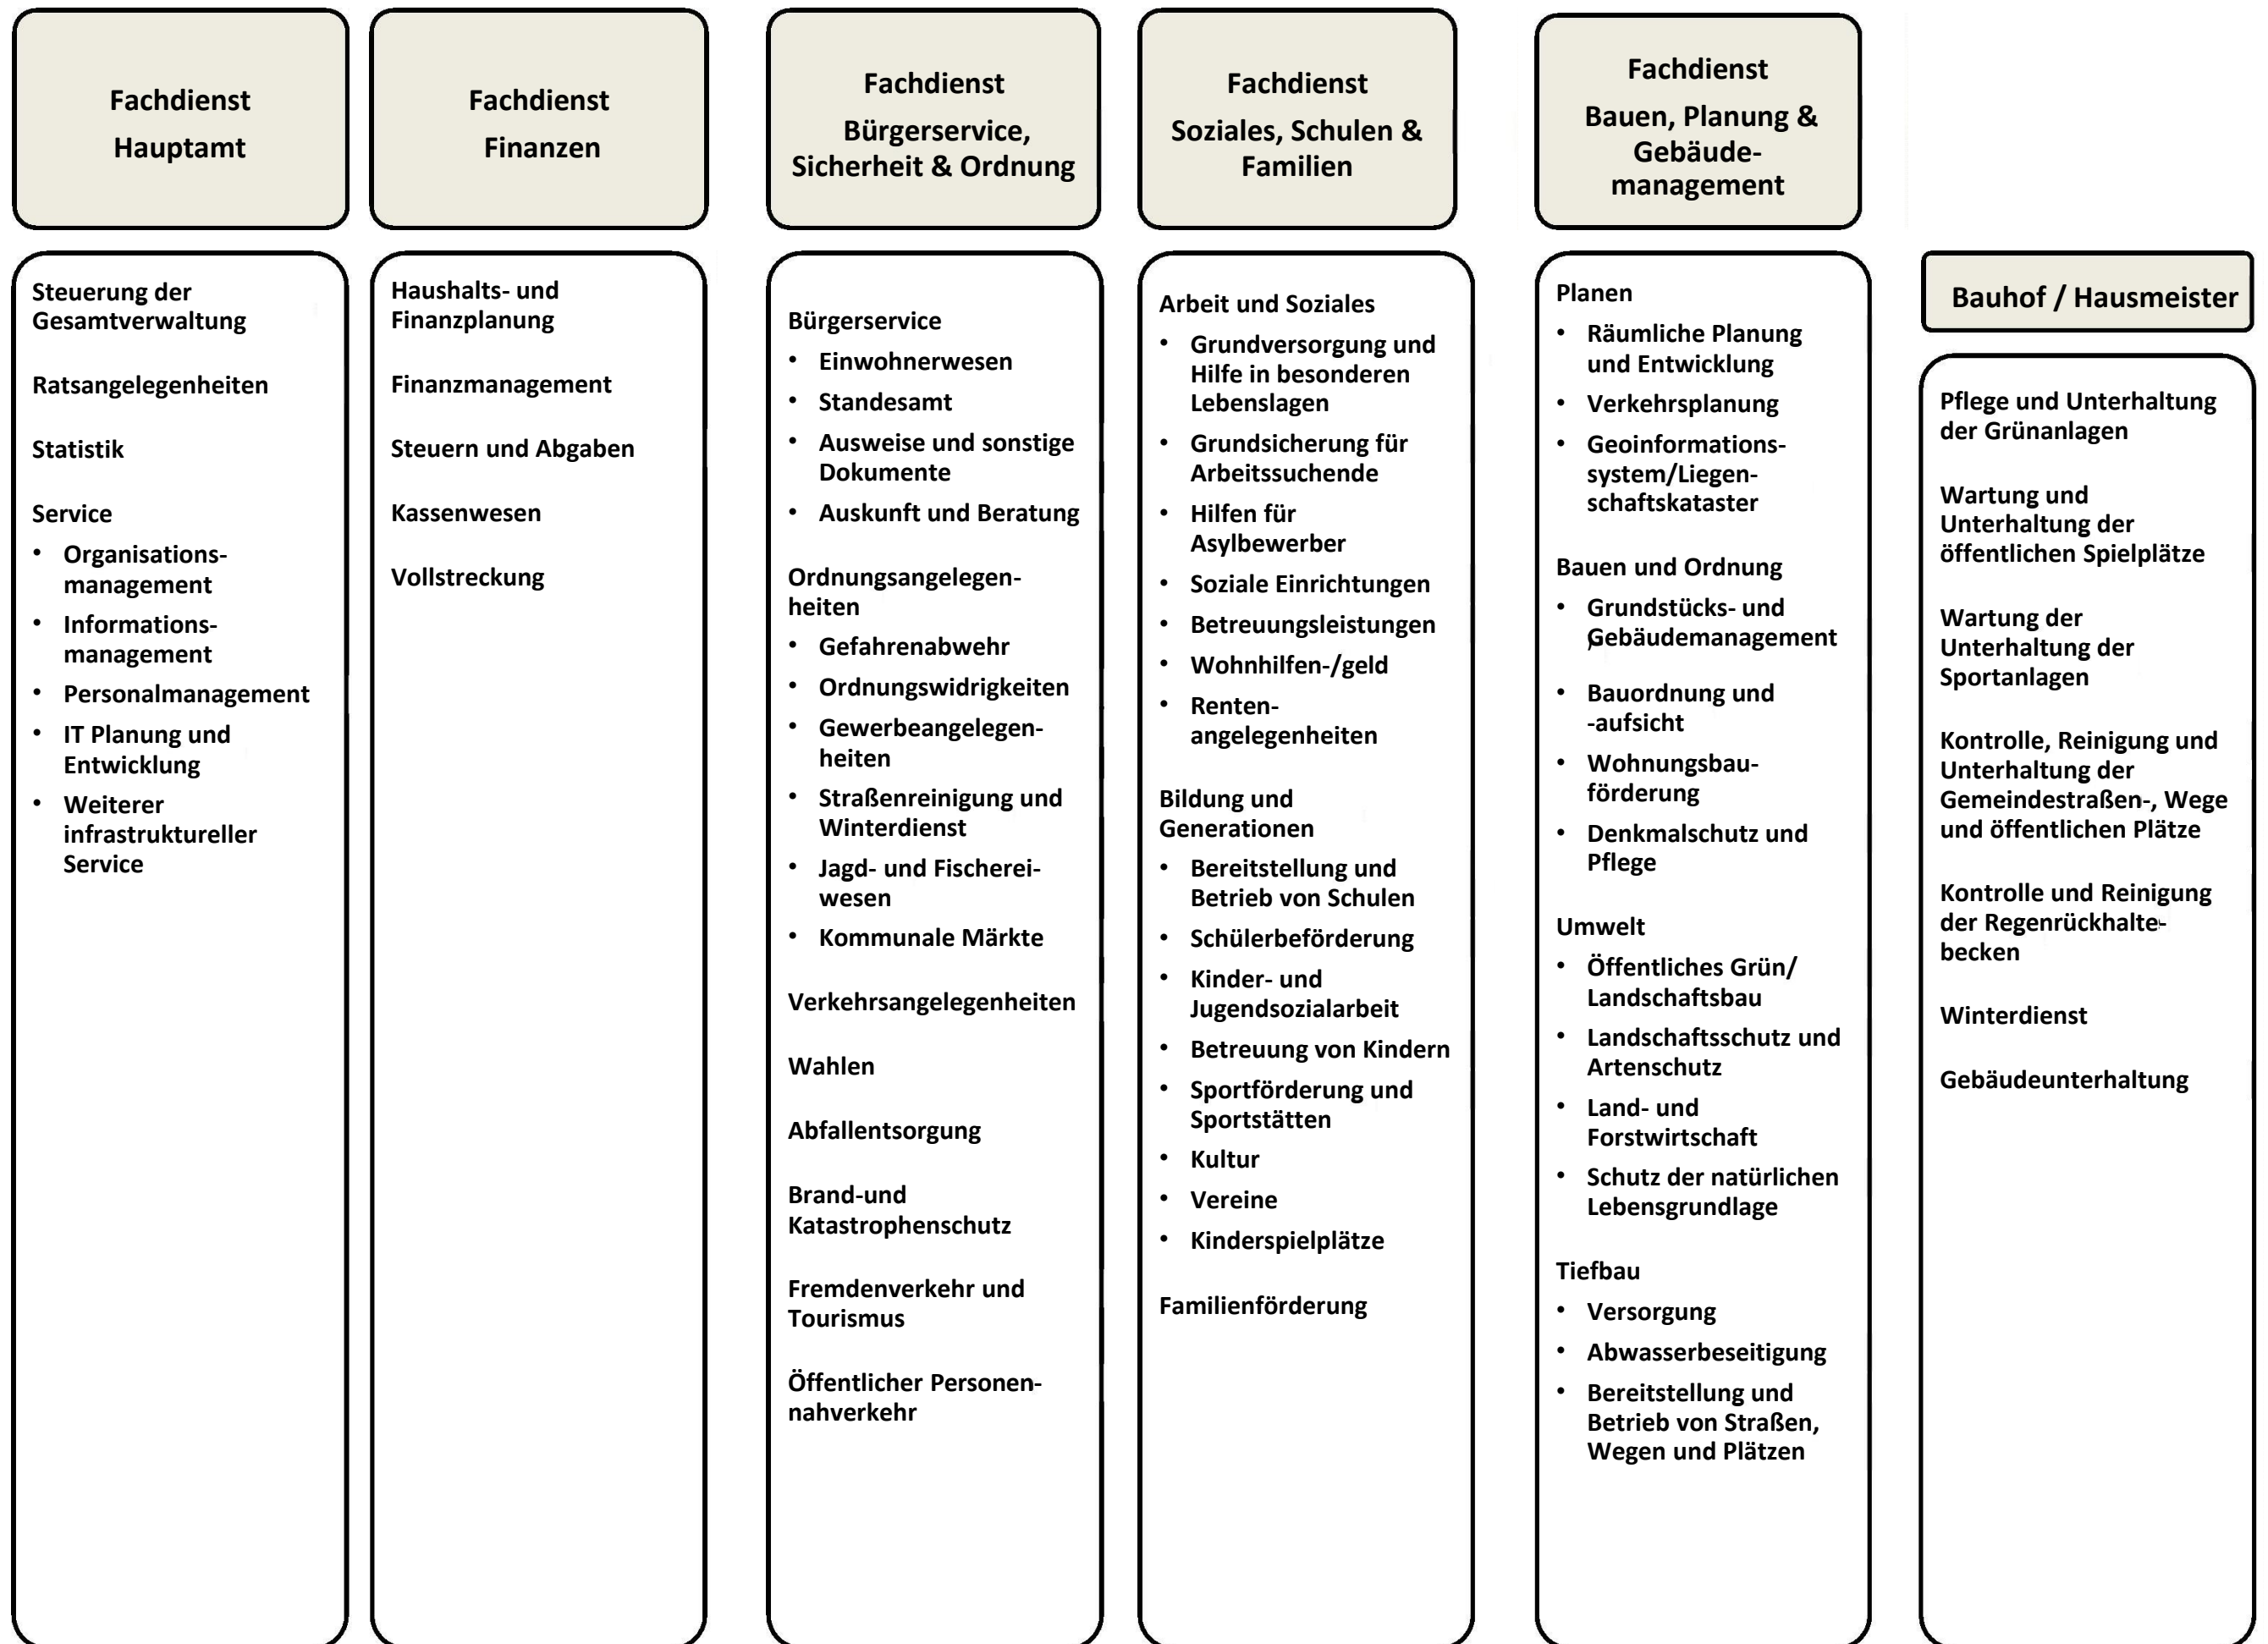 Fachdienst
Hauptamt
Steuerung der
Gesamtverwaltung
Ratsangelegenheiten
Statistik
Service
• Organisations-
management
• Informations-
management
• Personalmanagement
• IT Planung und
Entwicklung
• Weiterer
infrastruktureller
Service
Fachdienst
Finanzen
Haushalts- und
Finanzplanung
Finanzmanagement
Steuern und Abgaben
Kassenwesen
Vollstreckung
Fachdienst
Bürgerservice,
Sicherheit & Ordnung
Bürgerservice
• Einwohnerwesen
• Standesamt
• Ausweise und sonstige
Dokumente
• Auskunft und Beratung
Ordnungsangelegen-
heiten
• Gefahrenabwehr
• Ordnungswidrigkeiten
• Gewerbeangelegen-
heiten
• Straßenreinigung und
Winterdienst
• Jagd- und Fischerei-
wesen
• Kommunale Märkte
Verkehrsangelegenheiten
Wahlen
Abfallentsorgung
Brand-und
Katastrophenschutz
Fremdenverkehr und
Tourismus
Öffentlicher Personen-
nahverkehr
Fachdienst
Soziales, Schulen &
Familien
Arbeit und Soziales
• Grundversorgung und
Hilfe in besonderen
Lebenslagen
• Grundsicherung für
Arbeitssuchende
• Hilfen für
Asylbewerber
• Soziale Einrichtungen
• Betreuungsleistungen
• Wohnhilfen-/geld
• Renten-
angelegenheiten
Bildung und
Generationen
• Bereitstellung und
Betrieb von Schulen
• Schülerbeförderung
• Kinder- und
Jugendsozialarbeit
• Betreuung von Kindern
• Sportförderung und
Sportstätten
• Kultur
• Vereine
• Kinderspielplätze
Familienförderung
Fachdienst
Bauen, Planung &
Gebäude-
management
Planen
• Räumliche Planung
und Entwicklung
• Verkehrsplanung
• Geoinformations-
system/Liegen-
schaftskataster
Bauen und Ordnung
• Grundstücks- und
Gebäudemanagement
• Bauordnung und
-aufsicht
• Wohnungsbau-
förderung
• Denkmalschutz und
Pflege
Umwelt
• Öffentliches Grün/
Landschaftsbau
• Landschaftsschutz und
Artenschutz
• Land- und
Forstwirtschaft
• Schutz der natürlichen
Lebensgrundlage
Tiefbau
• Versorgung
• Abwasserbeseitigung
• Bereitstellung und
Betrieb von Straßen,
Wegen und Plätzen
Bauhof / Hausmeister
Pflege und Unterhaltung
der Grünanlagen
Wartung und
Unterhaltung der
öffentlichen Spielplätze
Wartung der
Unterhaltung der
Sportanlagen
Kontrolle, Reinigung und
Unterhaltung der
Gemeindestraßen-, Wege
und öffentlichen Plätze
Kontrolle und Reinigung
der Regenrückhalte-
becken
Winterdienst
Gebäudeunterhaltung